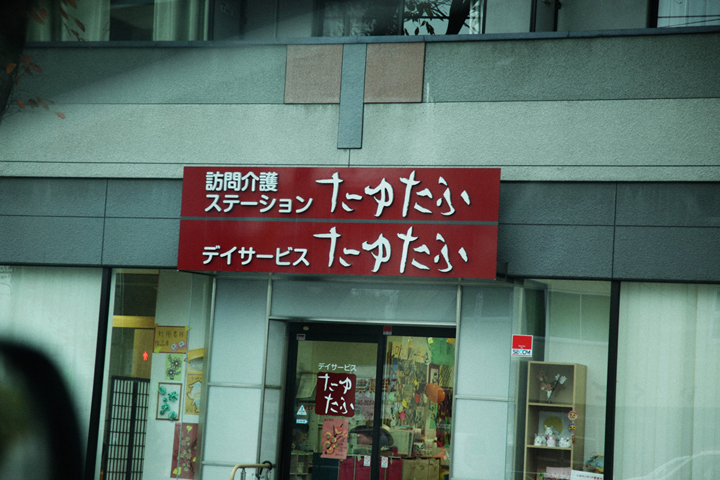 訪問介護
ステーション たゆたふ
デイサービス たゆたふ
デイサービス
たゆ
たふ
SECOM